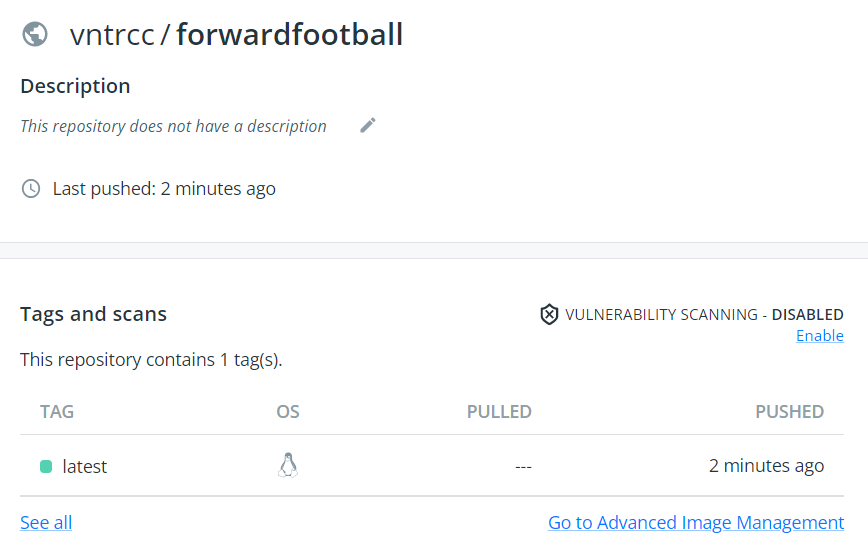 vntrcc / forwardfootball
Description
This repository does not have a description
Last pushed: 2 minutes ago
Tags and scans
VULNERABILITY SCANNING - DISABLED
Enable
This repository contains 1 tag(s).
TAG OS PULLED PUSHED
latest --- 2 minutes ago
See all Go to Advanced Image Management